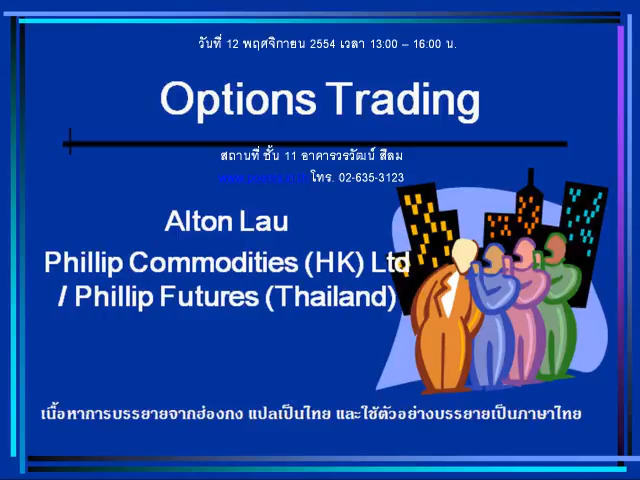 วันที่ 12 พฤศจิกายน 2554 เวลา 13:00 – 16:00 น.
Options Trading
สถานที่ ชั้น 11 อาคารวรวัฒน์ สีลม
โทร. 02-635-3123
Alton Lau
Phillip Commodities (HK) Ltd
/ Phillip Futures (Thailand)
เนื้อหาการบรรยายจากฮ่องกง แปลเป็นไทย และใช้ตัวอย่างบรรยายเป็นภาษาไทย